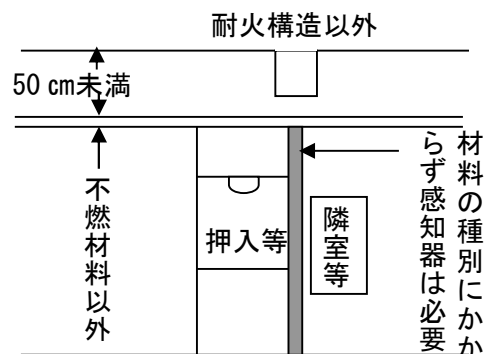 耐火構造以外
50 cm未満
不燃材料以外
押入等
隣室等
材料の種別にかか
らず感知器は必要